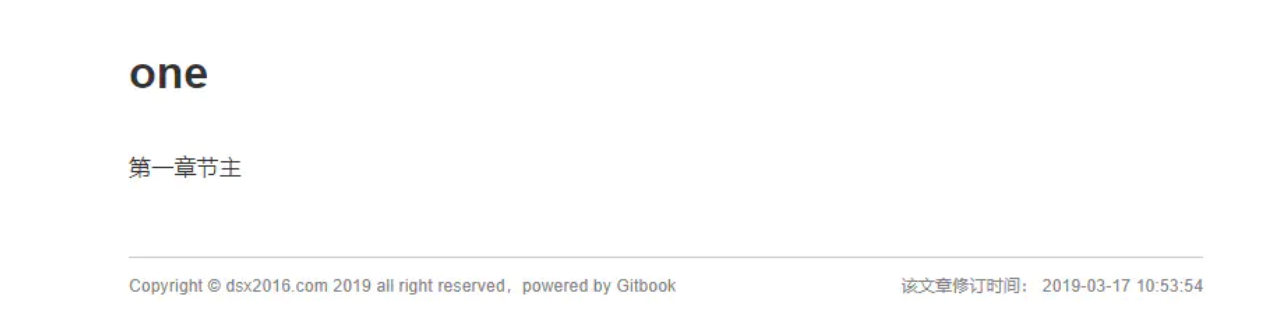 one
第一章节主
Copyright © dsx2016.com 2019 all right reserved，powered by Gitbook
该文章修订时间： 2019-03-17 10:53:54